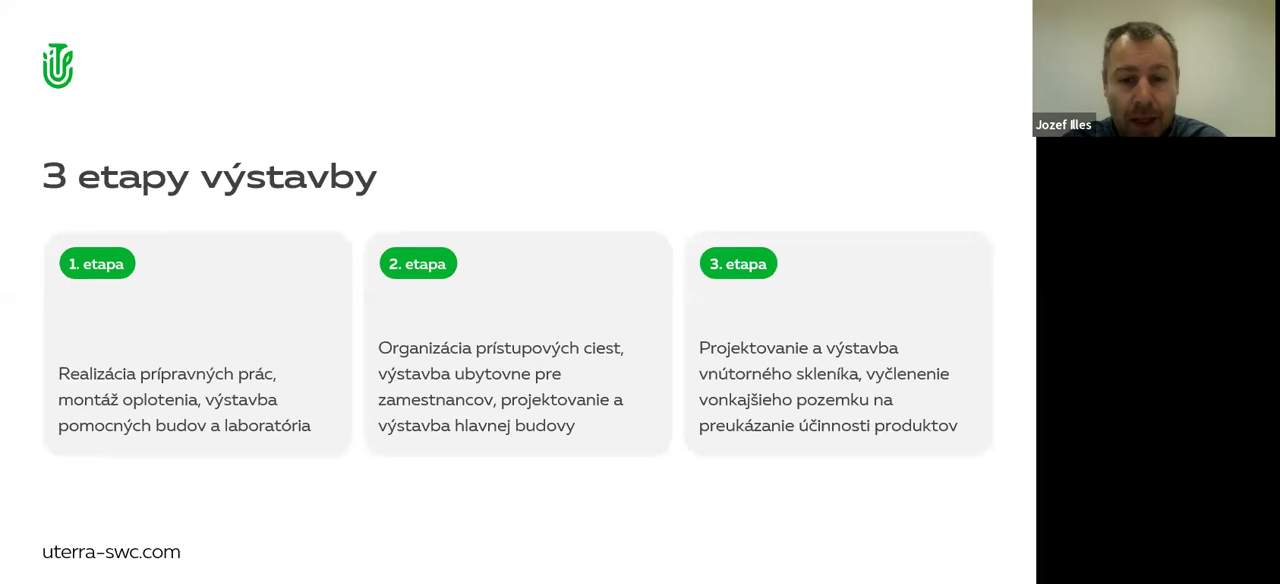 3 etapy výstavby
1. etapa
Realizácia prípravných prác,
montáž oplotenia, výstavba
pomocných budov a laboratória
2. etapa
Organizácia prístupových ciest,
výstavba ubytovne pre
zamestnancov, projektovanie a
výstavba hlavnej budovy
3. etapa
Projektovanie a výstavba
vnútorného skleníka, vyčlenenie
vonkajšieho pozemku na
preukázanie účinnosti produktov
uterra-swc.com
Jozef Illes